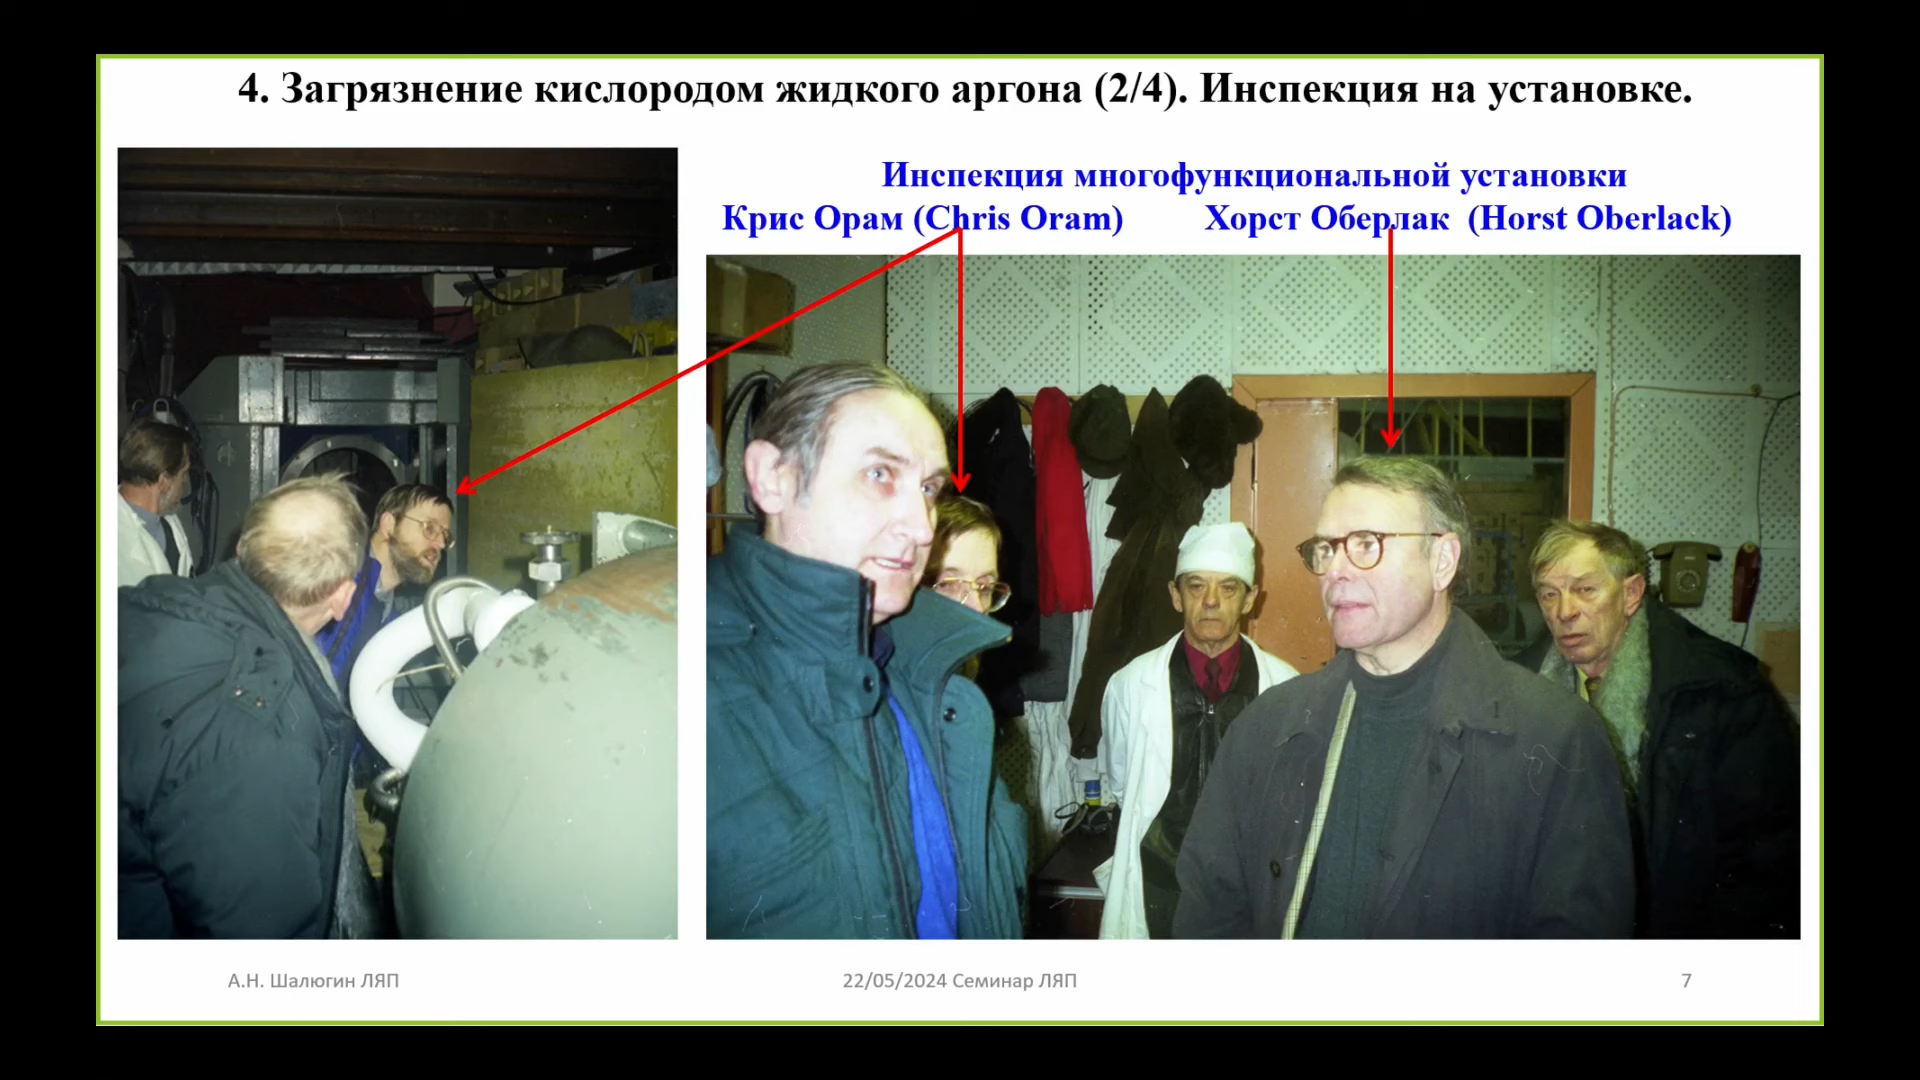 4. Загрязнение кислородом жидкого аргона (2/4). Инспекция на установке.
Инспекция многофункциональной установки
Крис Орам (Chris Oram) Хорст Оберлак (Horst Oberlack)
А.Н. Шалюгин ЛЯП 22/05/2024 Семинар ЛЯП 7